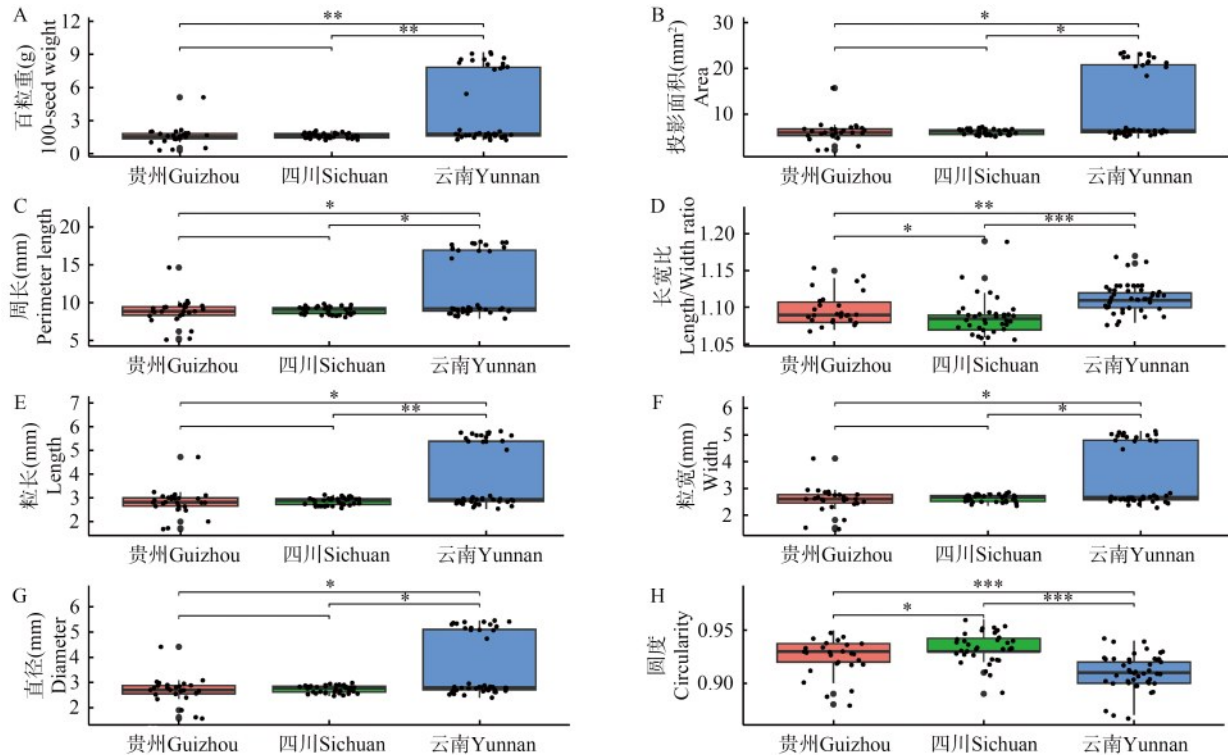 A
**
**
12
9
6
3
0
百粒重(g)
100-seed weight
贵州Guizhou
四川Sichuan
云南Yunnan
B
*
*
30
20
10
投影面积(mm²)
Area
贵州Guizhou
四川Sichuan
云南Yunnan
C
*
*
20
15
10
5
周长(mm)
Perimeter length
贵州Guizhou
四川Sichuan
云南Yunnan
D
**
*
***
1.20
1.15
1.10
1.05
长宽比
Length/Width ratio
贵州Guizhou
四川Sichuan
云南Yunnan
E
*
**
7
6
5
4
3
2
粒长(mm)
Length
贵州Guizhou
四川Sichuan
云南Yunnan
F
*
*
6
5
4
3
2
粒宽(mm)
Width
贵州Guizhou
四川Sichuan
云南Yunnan
G
*
*
6
5
4
3
2
直径(mm)
Diameter
贵州Guizhou
四川Sichuan
云南Yunnan
H
***
*
***
0.95
0.90
圆度
Circularity
贵州Guizhou
四川Sichuan
云南Yunnan